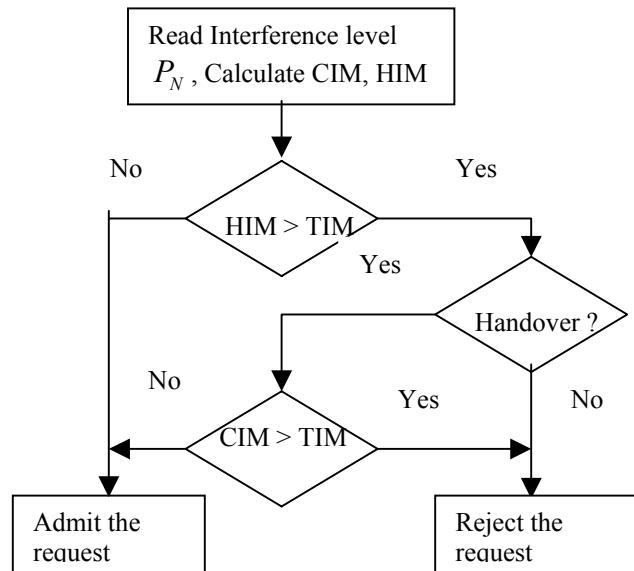 Read Interference level
P_N , Calculate CIM, HIM
No
Yes
HIM > TIM
Yes
Handover ?
No
Yes
No
CIM > TIM
Admit the
request
Reject the
request